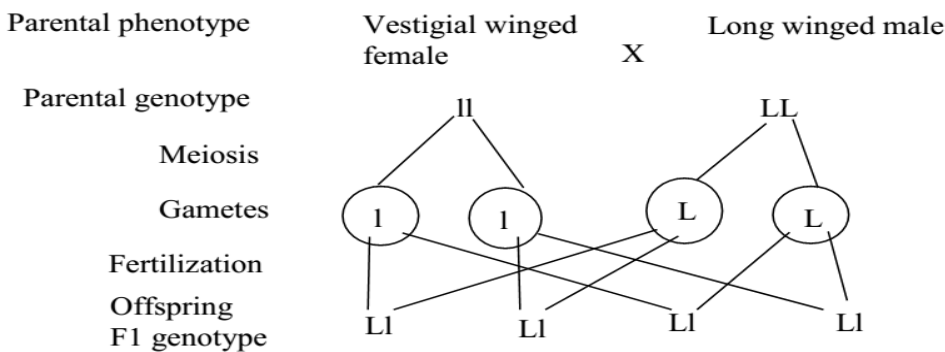 Parental phenotype Vestigial winged female X Long winged male
Parental genotype ll LL
Meiosis
Gametes l l L L
Fertilization
Offspring
F1 genotype Ll Ll Ll Ll